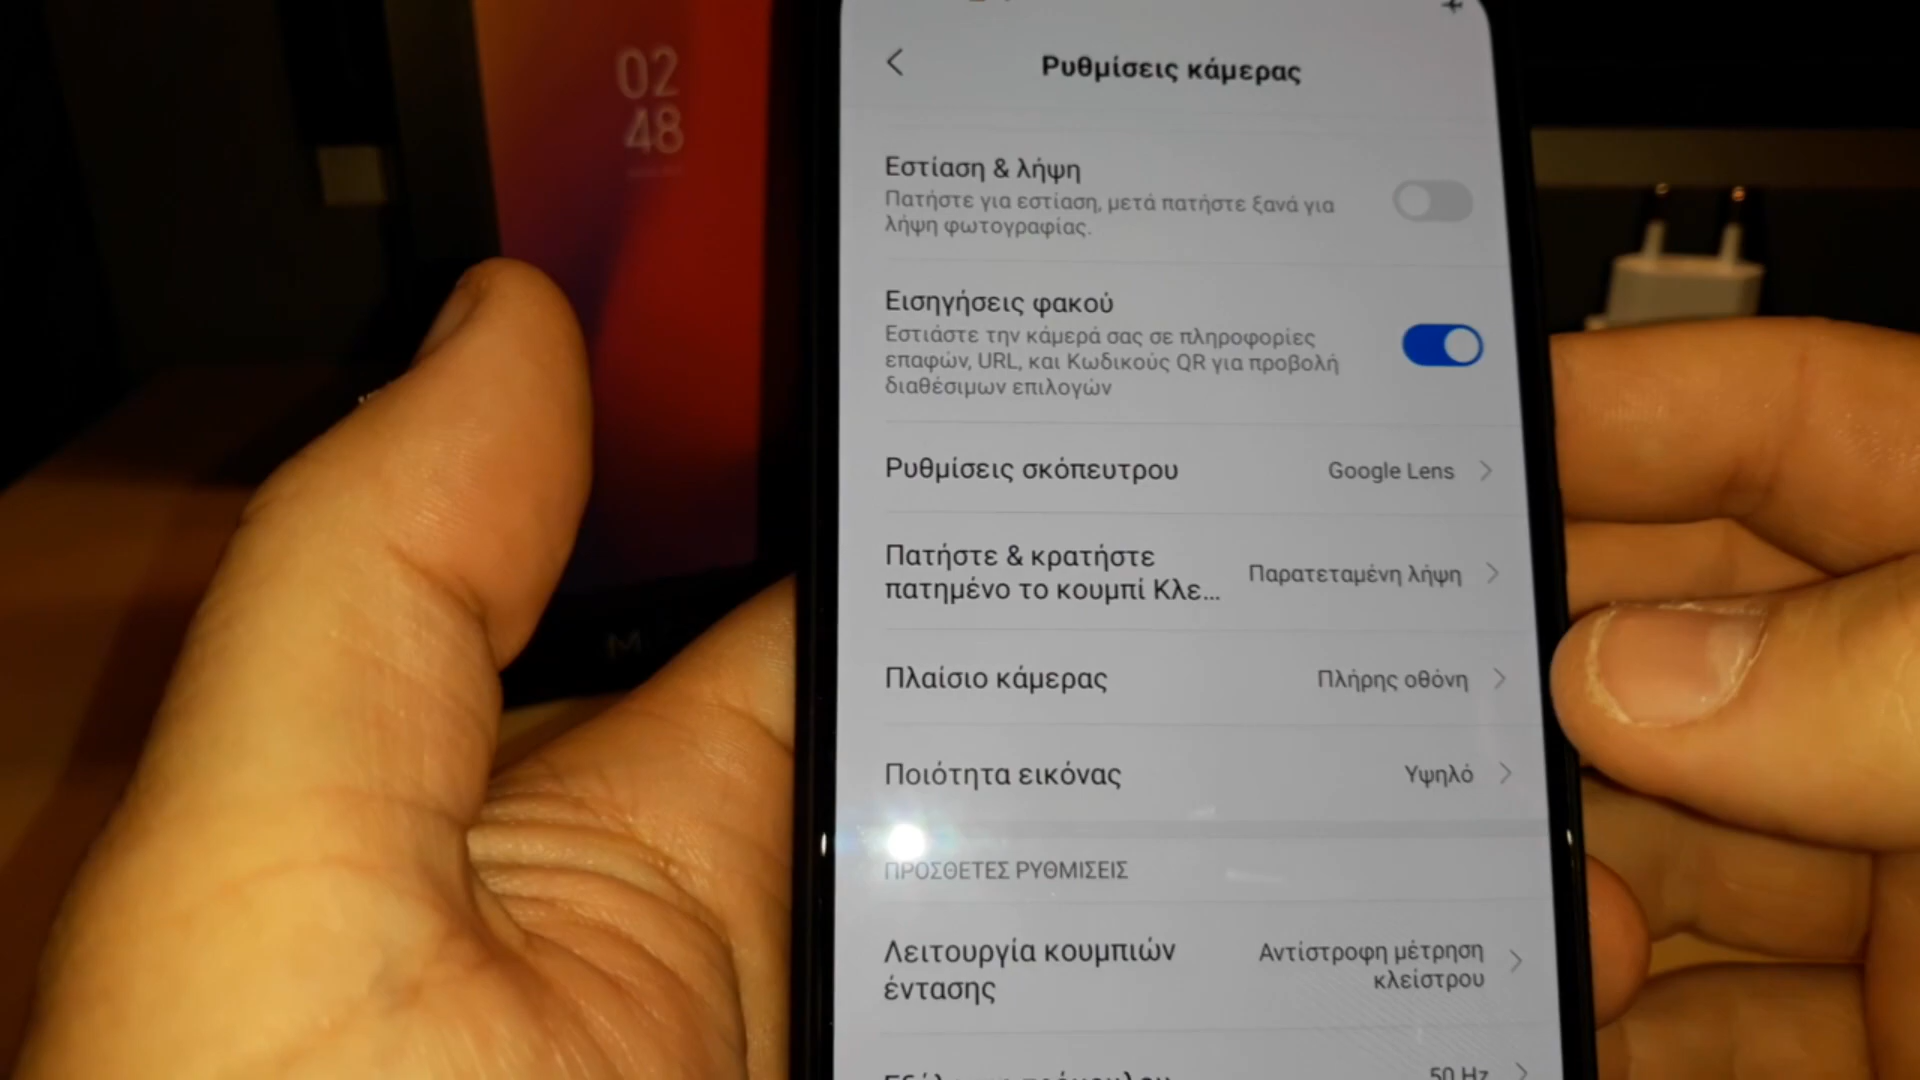 02
48
Ρυθμίσεις κάμερας
Εστίαση & λήψη
Πατήστε για εστίαση, μετά πατήστε ξανά για
λήψη φωτογραφίας.
Εισηγήσεις φακού
Εστιάστε την κάμερά σας σε πληροφορίες
επαφών, URL, και Κωδικούς QR για προβολή
διαθέσιμων επιλογών
Ρυθμίσεις σκόπευτρου
Google Lens
Πατήστε & κρατήστε
πατημένο το κουμπί Κλε...
Παρατεταμένη λήψη
Πλαίσιο κάμερας
Πλήρης οθόνη
Ποιότητα εικόνας
Υψηλό
ΠΡΟΣΘΕΤΕΣ ΡΥΘΜΙΣΕΙΣ
Λειτουργία κουμπιών
έντασης
Αντίστροφη μέτρηση
κλείστρου
50 Hz